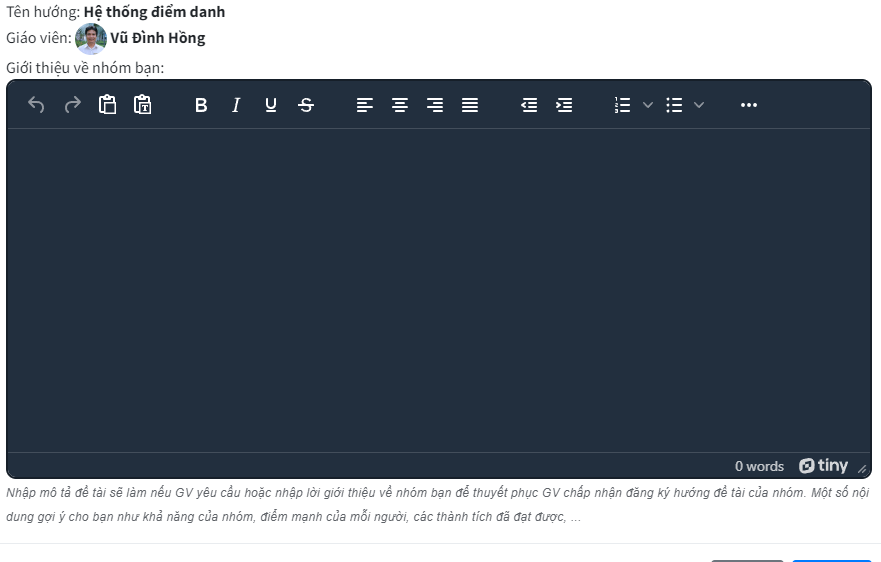 Tên hướng: Hệ thống điểm danh
Giáo viên: Vũ Đình Hồng
Giới thiệu về nhóm bạn:
0 words tiny
Nhập mô tả đề tài sẽ làm nếu GV yêu cầu hoặc nhập lời giới thiệu về nhóm bạn để thuyết phục GV chấp nhận đăng ký hướng đề tài của nhóm. Một số nội
dung gợi ý cho bạn như khả năng của nhóm, điểm mạnh của mỗi người, các thành tích đã đạt được, ...